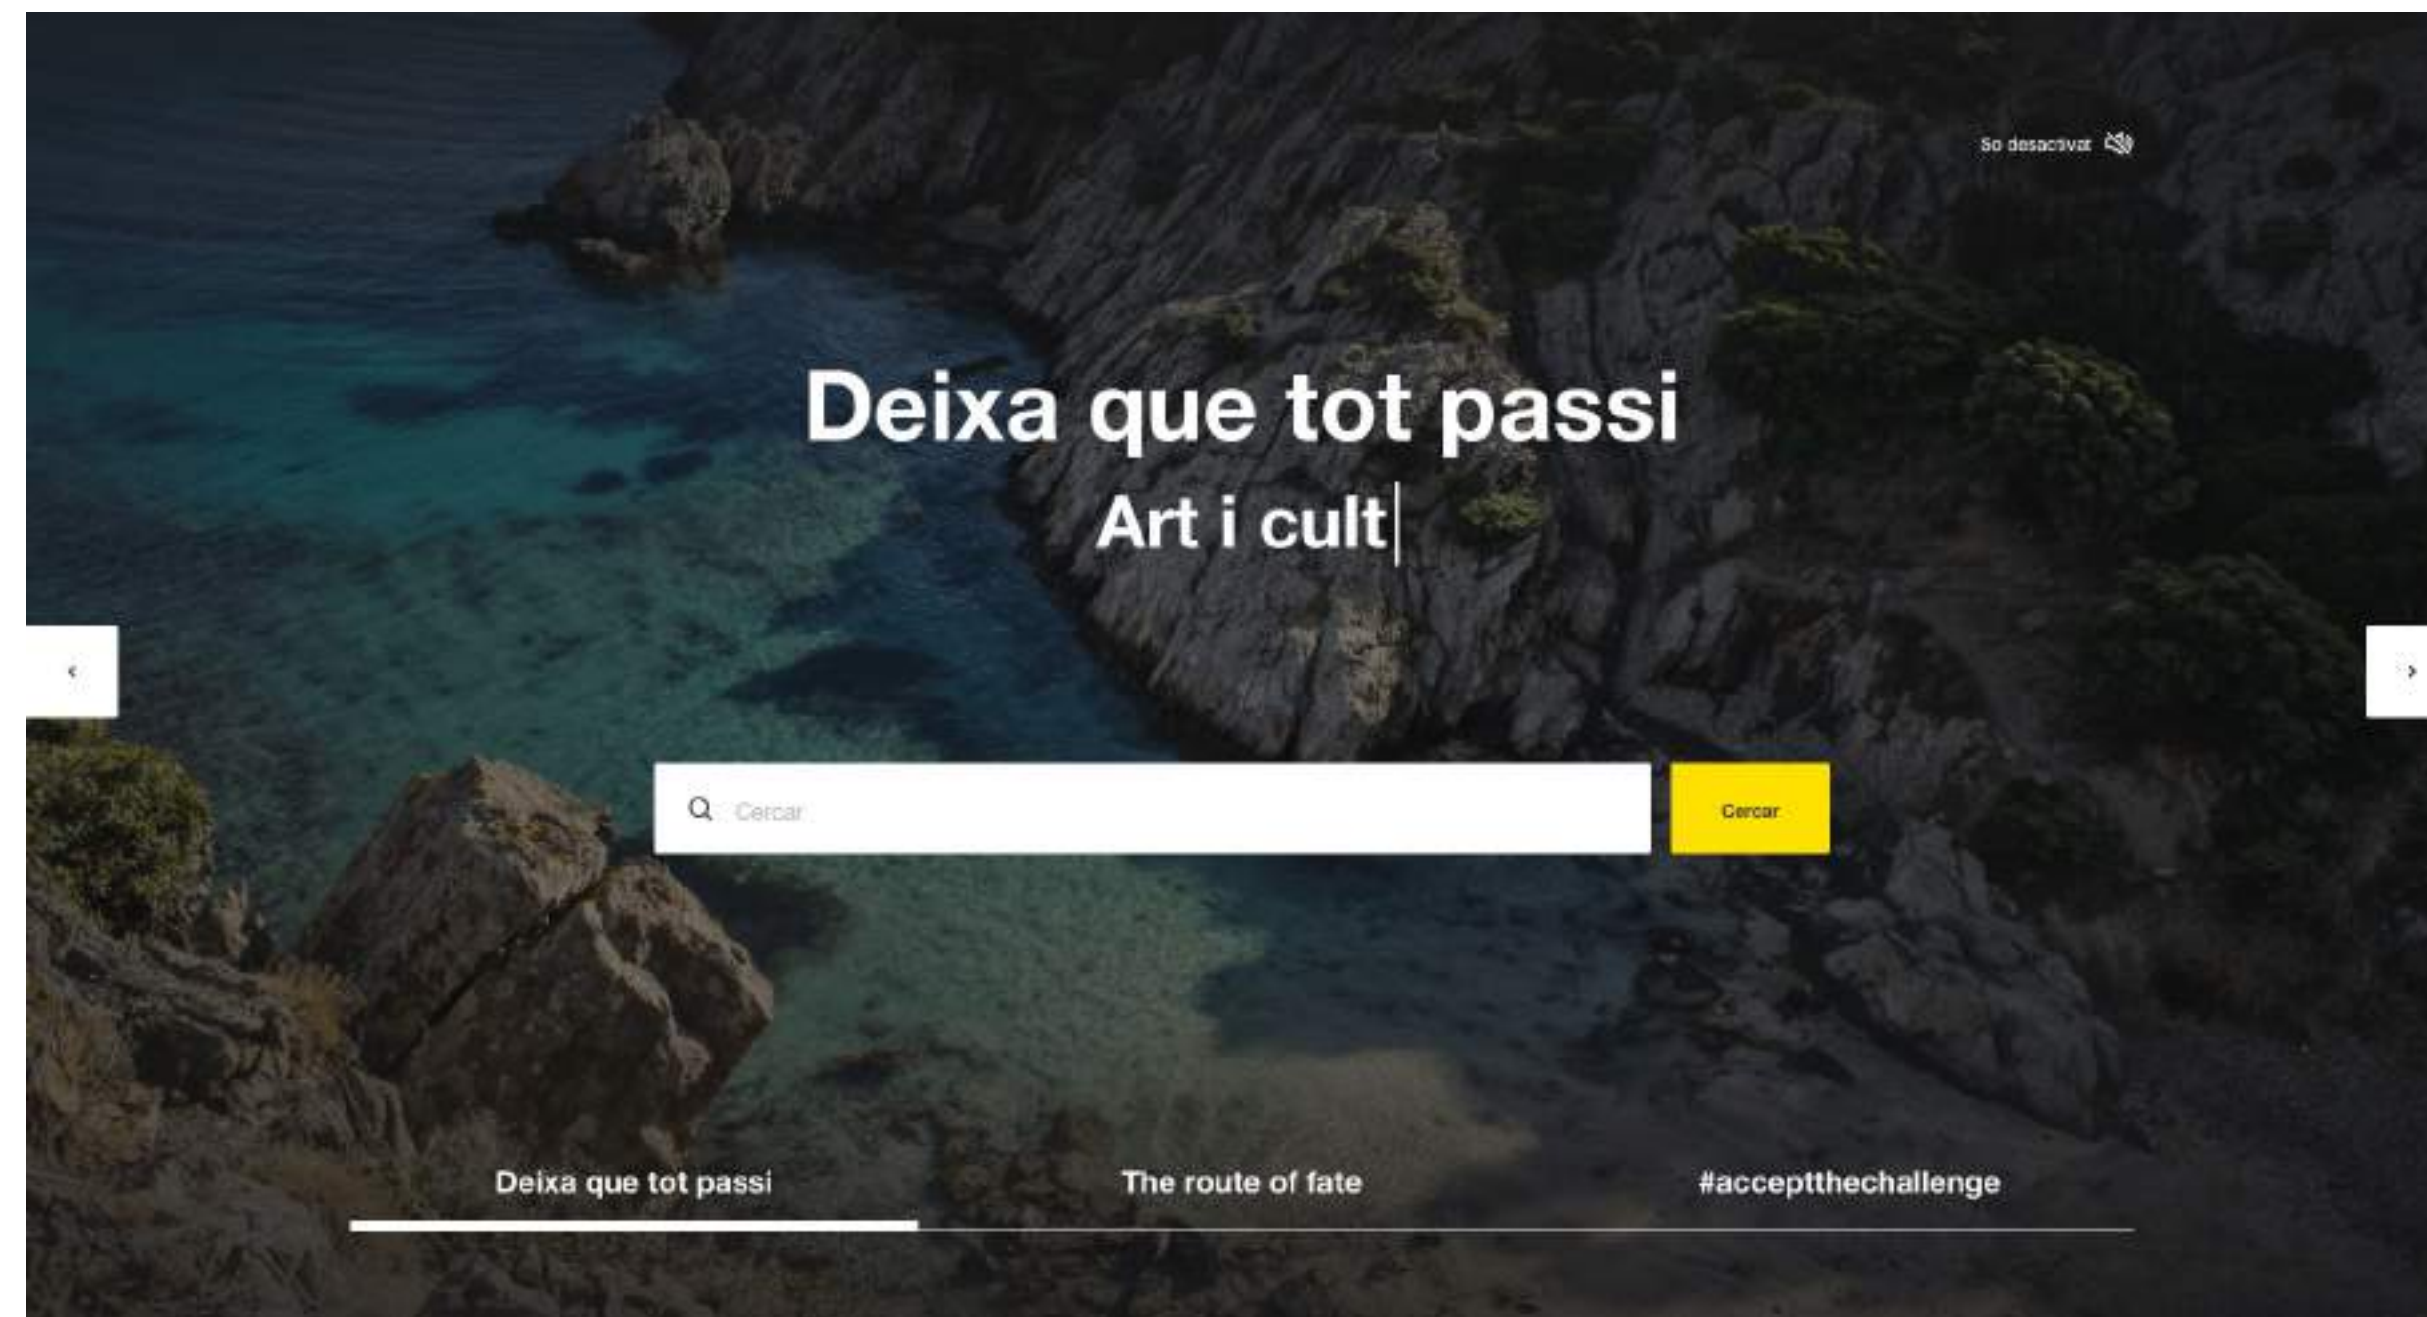 So desactivat
Deixa que tot passi
Art i cult
Cercar
Cercar
Deixa que tot passi
The route of fate
#acceptthechallenge